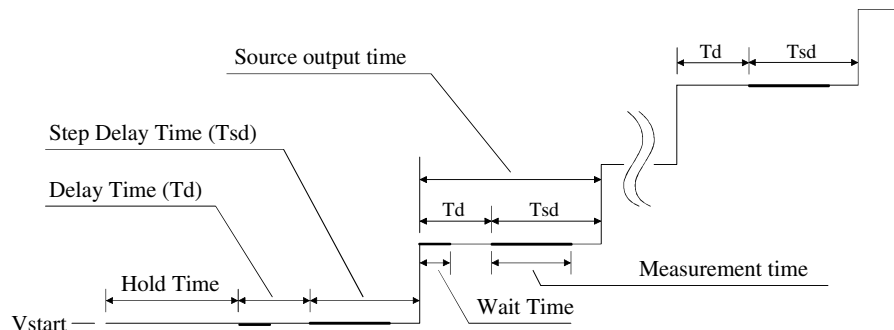 Td
Tsd
Source output time
Step Delay Time (Tsd)
Delay Time (Td)
Td
Tsd
Hold Time
Measurement time
Wait Time
Vstart